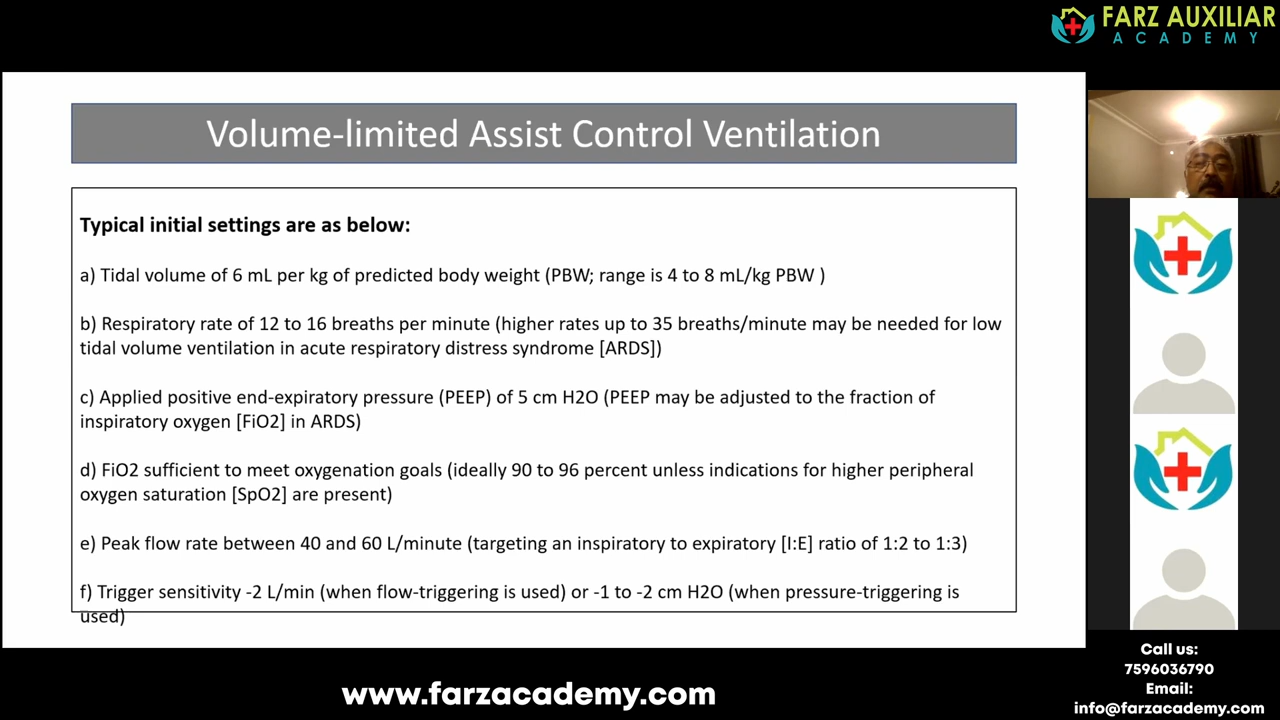 FARZ AUXILIAR
ACADEMY
Volume-limited Assist Control Ventilation
Typical initial settings are as below:
a) Tidal volume of 6 mL per kg of predicted body weight (PBW; range is 4 to 8 mL/kg PBW )
b) Respiratory rate of 12 to 16 breaths per minute (higher rates up to 35 breaths/minute may be needed for low
tidal volume ventilation in acute respiratory distress syndrome [ARDS])
c) Applied positive end-expiratory pressure (PEEP) of 5 cm H2O (PEEP may be adjusted to the fraction of
inspiratory oxygen [FiO2] in ARDS)
d) FiO2 sufficient to meet oxygenation goals (ideally 90 to 96 percent unless indications for higher peripheral
oxygen saturation [SpO2] are present)
e) Peak flow rate between 40 and 60 L/minute (targeting an inspiratory to expiratory [I:E] ratio of 1:2 to 1:3)
f) Trigger sensitivity -2 L/min (when flow-triggering is used) or -1 to -2 cm H2O (when pressure-triggering is
used)
Call us:
7596036790
Email:
info@farzacademy.com
www.farzacademy.com